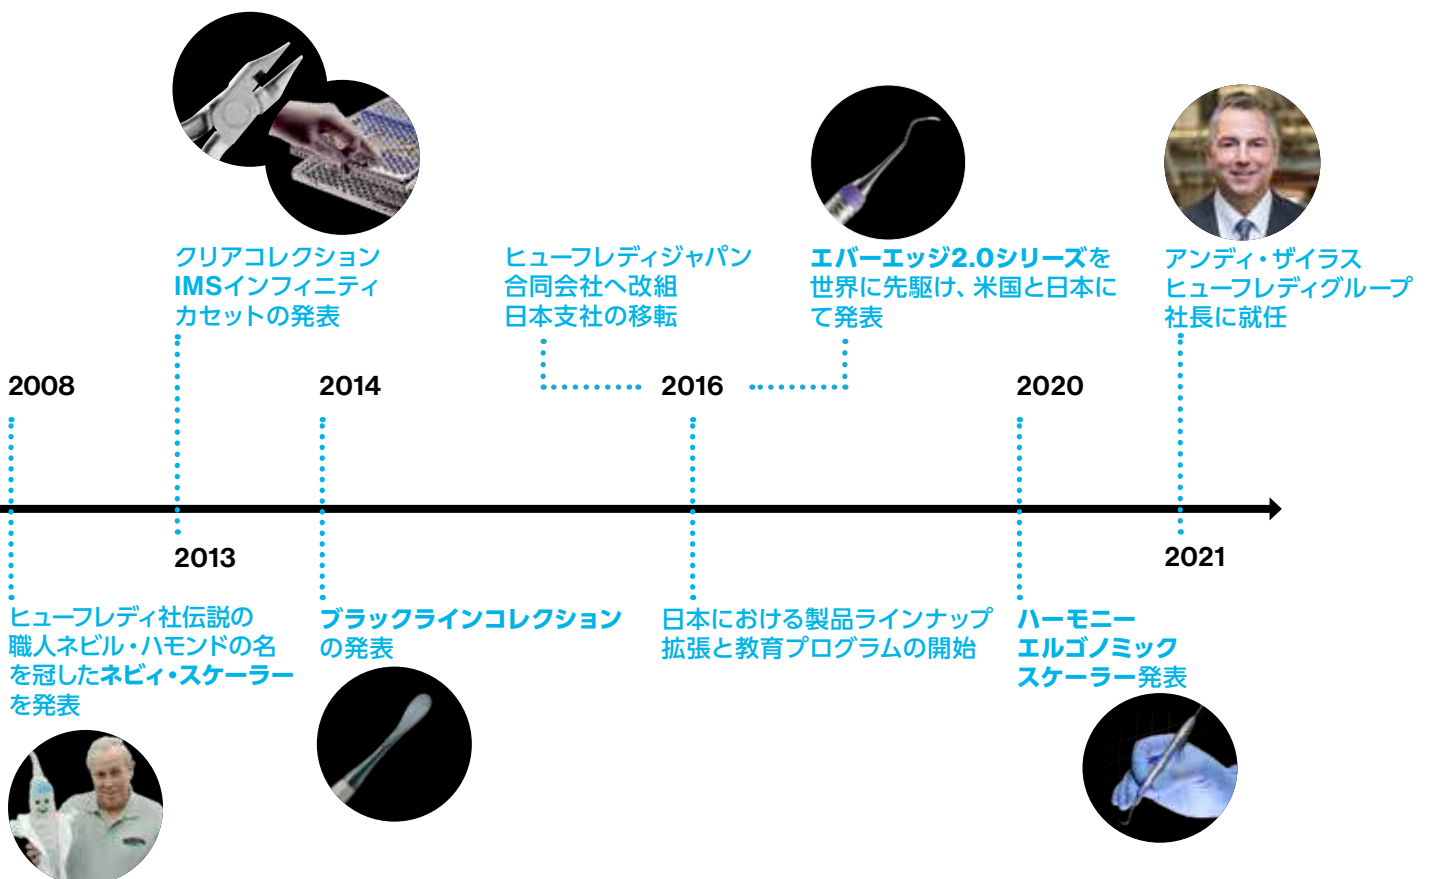 クリアコレクション
IMSインフィニティ
カセットの発表
ヒューフレディジャパン
合同会社へ改組
日本支社の移転
エバーエッジ2.0シリーズを
世界に先駆け、米国と日本に
て発表
アンディ・ザイラス
ヒューフレディグループ
社長に就任
2008
2014
2016
2020
2013
2021
ヒューフレディ社伝説の
職人ネビル・ハモンドの名
を冠したネビィ・スケーラー
を発表
ブラックラインコレクション
の発表
日本における製品ラインナップ
拡張と教育プログラムの開始
ハーモニー
エルゴノミック
スケーラー発表